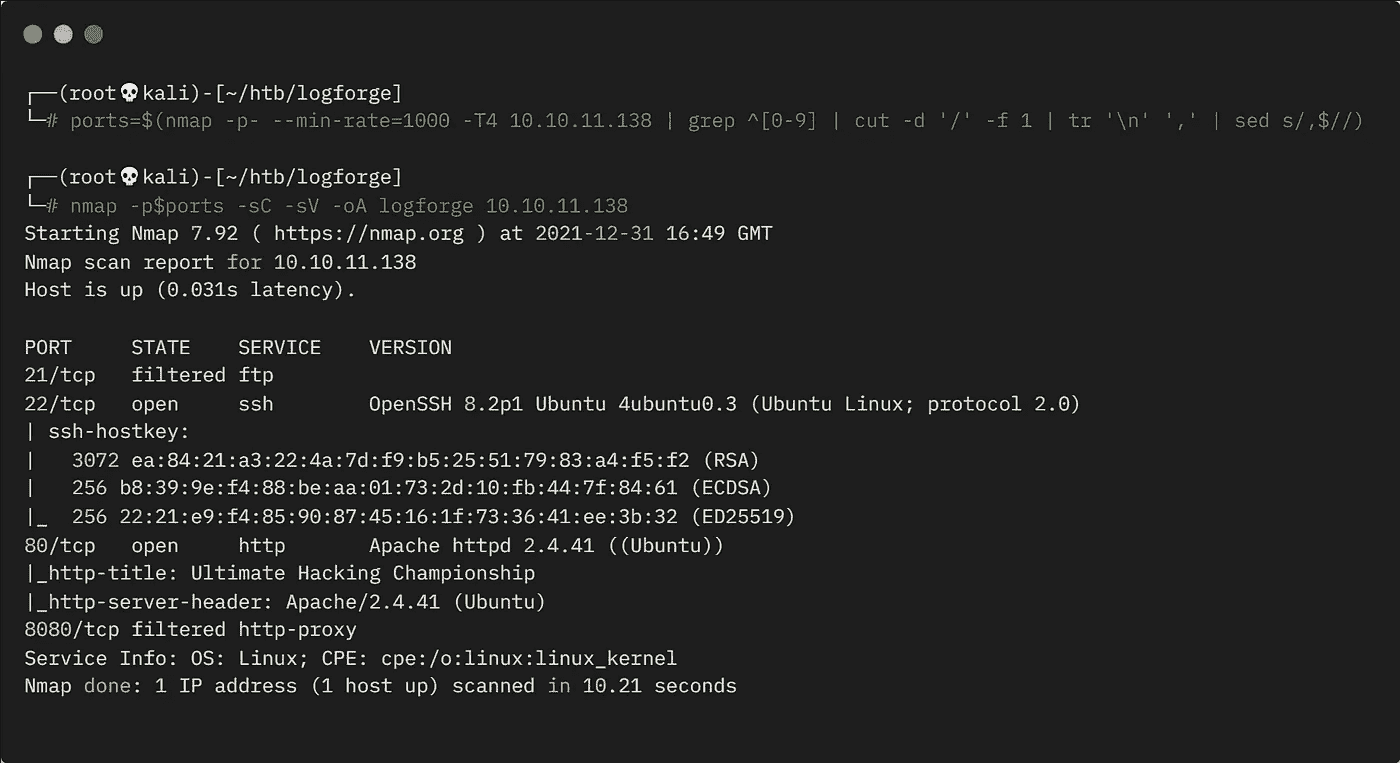 ┌──(root💀kali)-[~/htb/logforge]
└─# ports=$(nmap -p- --min-rate=1000 -T4 10.10.11.138 | grep ^[0-9] | cut -d '/' -f 1 | tr '\n' ',' | sed s/,$//)
┌──(root💀kali)-[~/htb/logforge]
└─# nmap -p$ports -sC -sV -oA logforge 10.10.11.138
Starting Nmap 7.92 ( https://nmap.org ) at 2021-12-31 16:49 GMT
Nmap scan report for 10.10.11.138
Host is up (0.031s latency).
PORT     STATE    SERVICE    VERSION
21/tcp   filtered ftp
22/tcp   open     ssh        OpenSSH 8.2p1 Ubuntu 4ubuntu0.3 (Ubuntu Linux; protocol 2.0)
| ssh-hostkey:
|   3072 ea:84:21:a3:22:4a:7d:f9:b5:25:51:79:83:a4:f5:f2 (RSA)
|   256 b8:39:9e:f4:88:be:aa:01:73:2d:10:fb:44:7f:84:61 (ECDSA)
|_  256 22:21:e9:f4:85:90:87:45:16:1f:73:36:41:ee:3b:32 (ED25519)
80/tcp   open     http       Apache httpd 2.4.41 ((Ubuntu))
|_http-title: Ultimate Hacking Championship
|_http-server-header: Apache/2.4.41 (Ubuntu)
8080/tcp filtered http-proxy
Service Info: OS: Linux; CPE: cpe:/o:linux:linux_kernel
Nmap done: 1 IP address (1 host up) scanned in 10.21 seconds